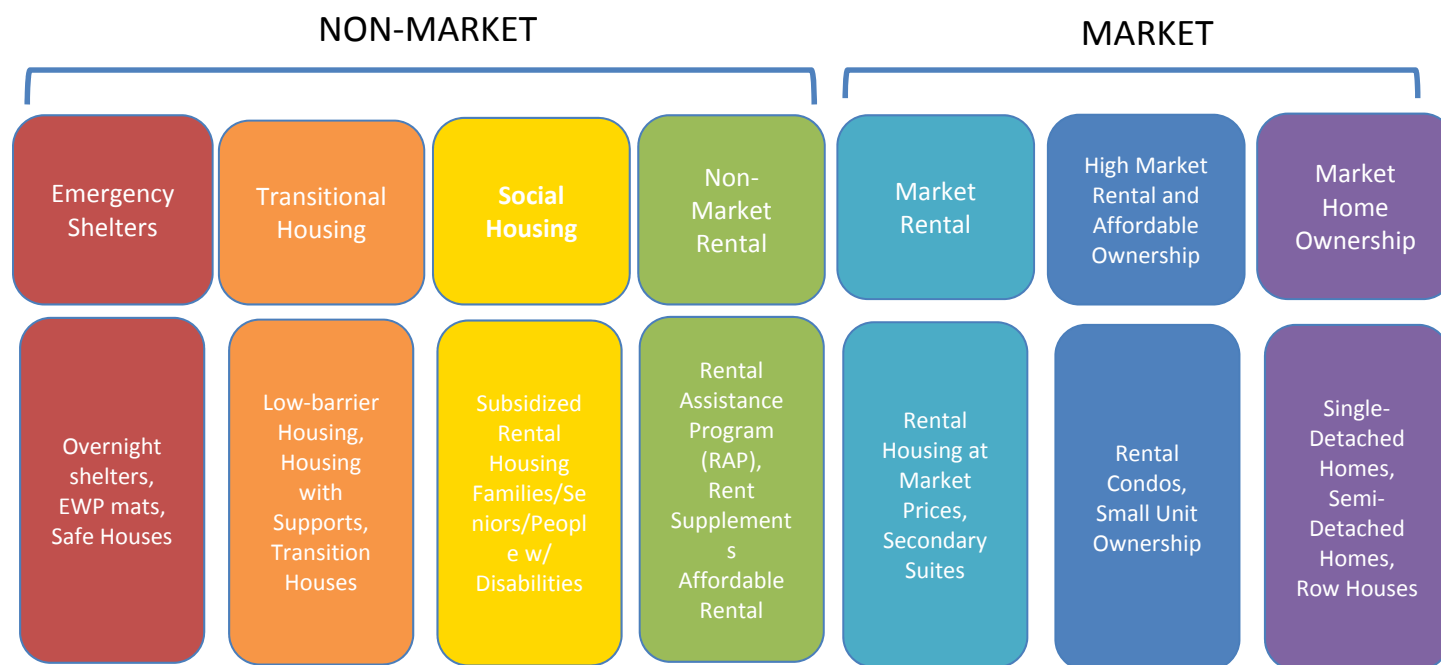 NON-MARKET
MARKET
Emergency
Shelters
Transitional
Housing
Social
Housing
Non-
Market
Rental
Market
Rental
High Market
Rental and
Affordable
Ownership
Market
Home
Ownership
Overnight
shelters,
EWP mats,
Safe Houses
Low-barrier
Housing,
Housing
with
Supports,
Transition
Houses
Subsidized
Rental
Housing
Families/Se
niors/Peopl
e w/
Disabilities
Rental
Assistance
Program
(RAP),
Rent
Supplement
s
Affordable
Rental
Rental
Housing at
Market
Prices,
Secondary
Suites
Rental
Condos,
Small Unit
Ownership
Single-
Detached
Homes,
Semi-
Detached
Homes,
Row Houses